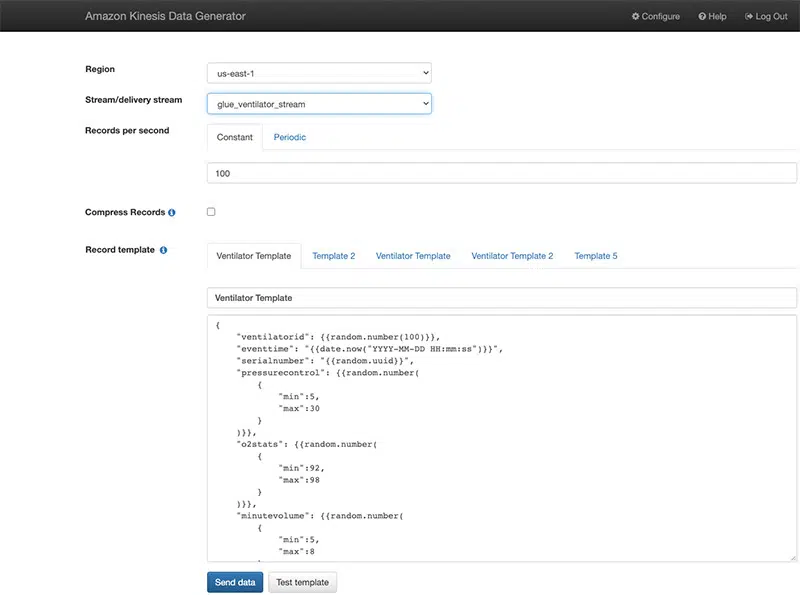 Amazon Kinesis Data Generator
Configure
Help
Log Out
Region
us-east-1
Stream/delivery stream
glue_ventilator_stream
Records per second
Constant
Periodic
100
Compress Records
Record template
Ventilator Template
Template 2
Ventilator Template
Ventilator Template 2
Template 5
Ventilator Template
{
"ventilatorid": {{random.number(100)}},
"eventtime": "{{date.now("YYYY-MM-DD HH:mm:ss")}}",
"serialnumber": "{{random.uuid}}",
"pressurecontrol": {{random.number(
{
"min":5,
"max":30
}
)}},
"o2stats": {{random.number(
{
"min":92,
"max":98
}
)}},
"minutevolume": {{random.number(
{
"min":5,
"max":8
Send data
Test template